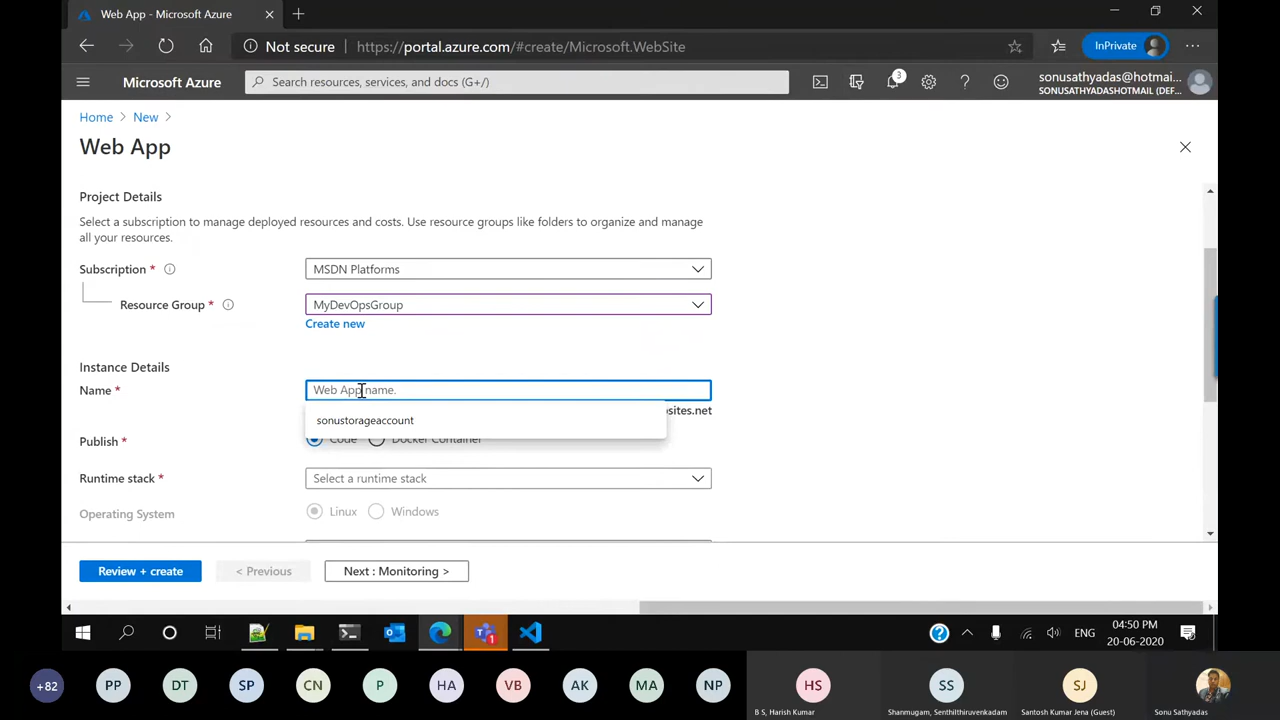 Web App - Microsoft Azure
Not secure https://portal.azure.com/#create/Microsoft.WebSite InPrivate
Microsoft Azure Search resources, services, and docs (G+/) 3 sonusathyadas@hotmai...
SONUSATHYADASHOTMAIL (DEF...
Home > New >
Web App
Project Details
Select a subscription to manage deployed resources and costs. Use resource groups like folders to organize and manage
all your resources.
Subscription * MSDN Platforms
Resource Group * MyDevOpsGroup
Create new
Instance Details
Name * Web App name.
sonustorageaccount sites.net
Publish * Code Docker Container
Runtime stack * Select a runtime stack
Operating System Linux Windows
Review + create < Previous Next : Monitoring >
1 ENG 04:50 PM
20-06-2020
+82 PP DT SP CN P HA VB AK MA NP HS SS SJ
B S, Harish Kumar Shanmugam, Senthilthiruvenkadam Santosh Kumar Jena (Guest) Sonu Sathyadas